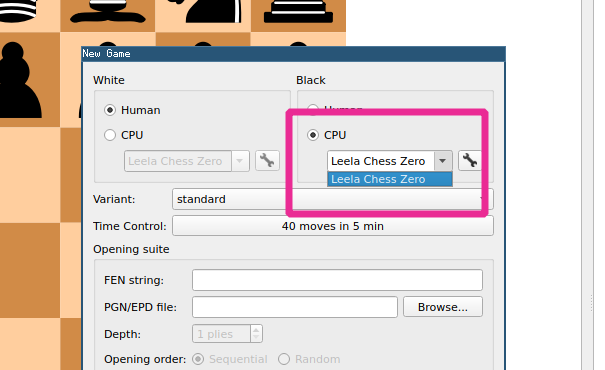 New Game
White
Black
Human
Human
CPU
CPU
Leela Chess Zero
Leela Chess Zero
Leela Chess Zero
Variant:
standard
Time Control:
40 moves in 5 min
Opening suite
FEN string:
PGN/EPD file:
Browse...
Depth:
1 plies
Opening order:
Sequential
Random